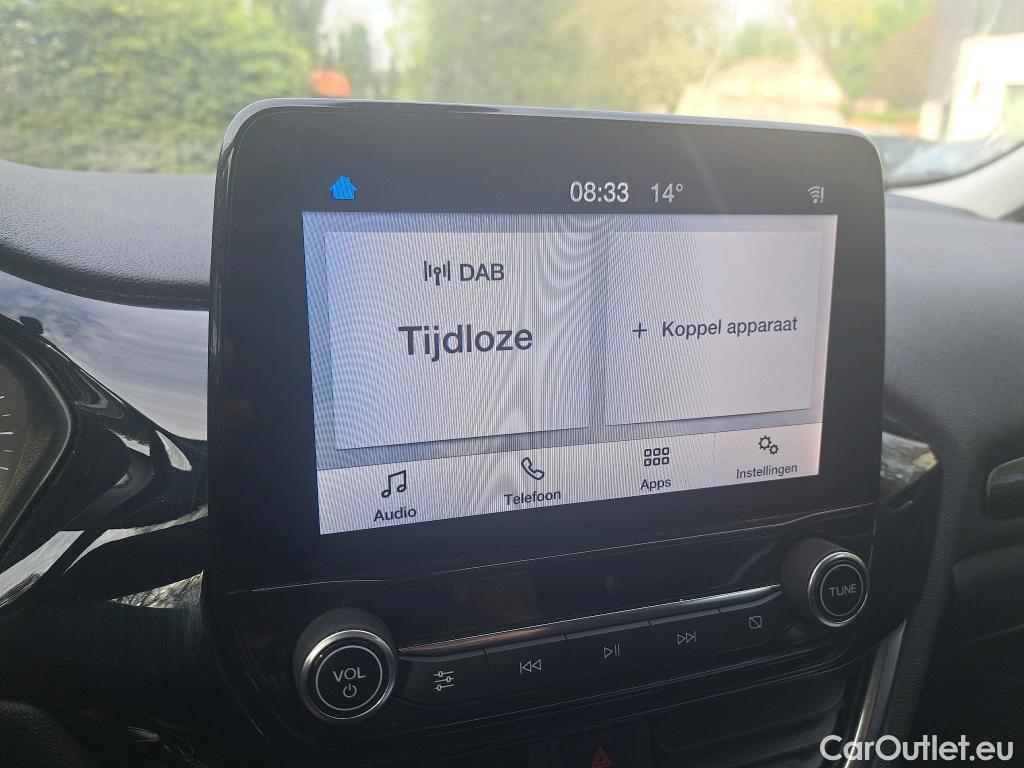 08:33 14°
DAB
Tijdloze
+ Koppel apparaat
Audio
Telefoon
Apps
Instellingen
VOL
TUNE
CarOutlet.eu